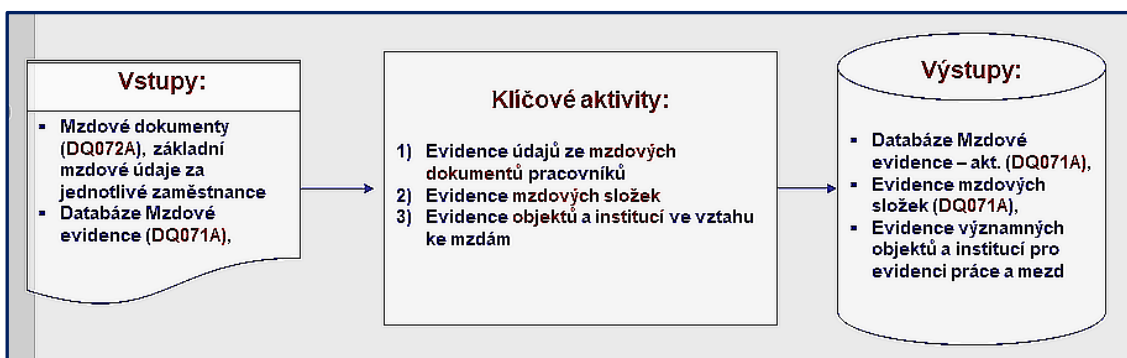 Vstupy:
▪ Mzdové dokumenty
(DQ072A), základní
mzdové údaje za
jednotlivé zaměstnance
▪ Databáze Mzdové
evidence (DQ071A),
Klíčové aktivity:
1) Evidence údajů ze mzdových
dokumentů pracovníků
2) Evidence mzdových složek
3) Evidence objektů a institucí ve vztahu
ke mzdám
Výstupy:
▪ Databáze Mzdové
evidence – akt. (DQ071A),
▪ Evidence mzdových
složek (DQ071A),
▪ Evidence významných
objektů a institucí pro
evidenci práce a mezd